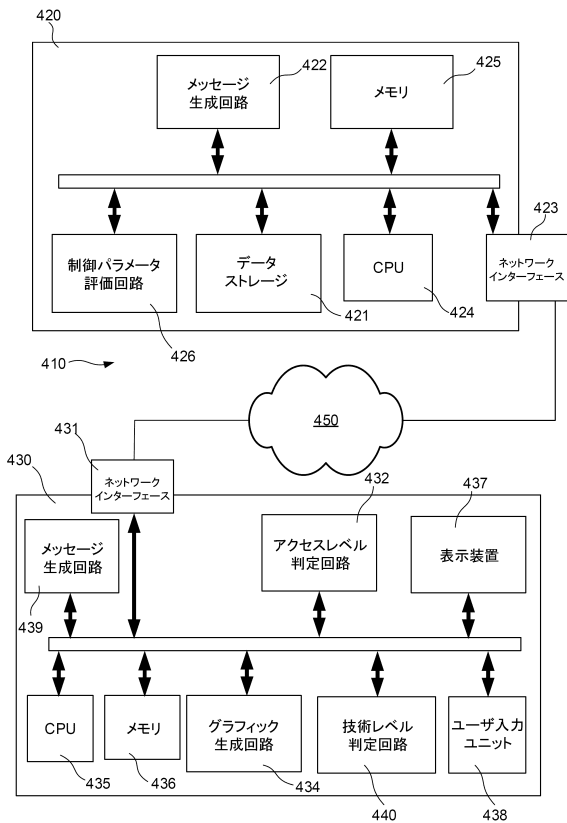 420
メッセージ
生成回路
422
メモリ
425
423
ネットワーク
インターフェース
制御パラメータ
評価回路
426
データ
ストレージ
421
CPU
424
410
450
431
430
ネットワーク
インターフェース
432
437
メッセージ
生成回路
439
アクセスレベル
判定回路
表示装置
CPU
435
メモリ
436
グラフィック
生成回路
434
技術レベル
判定回路
440
ユーザ入力
ユニット
438